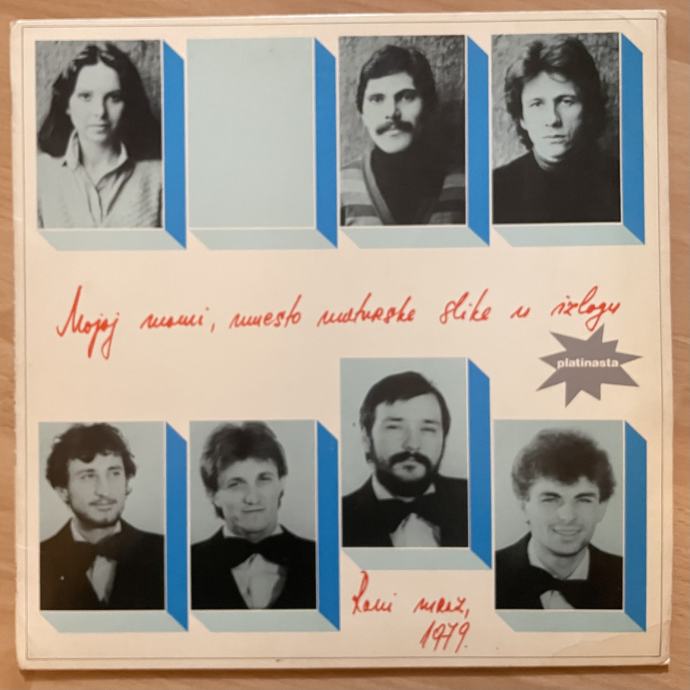 Mojoj mami, umesto maturske slike u izlogu
platinasta
Rani mraz,
1979.